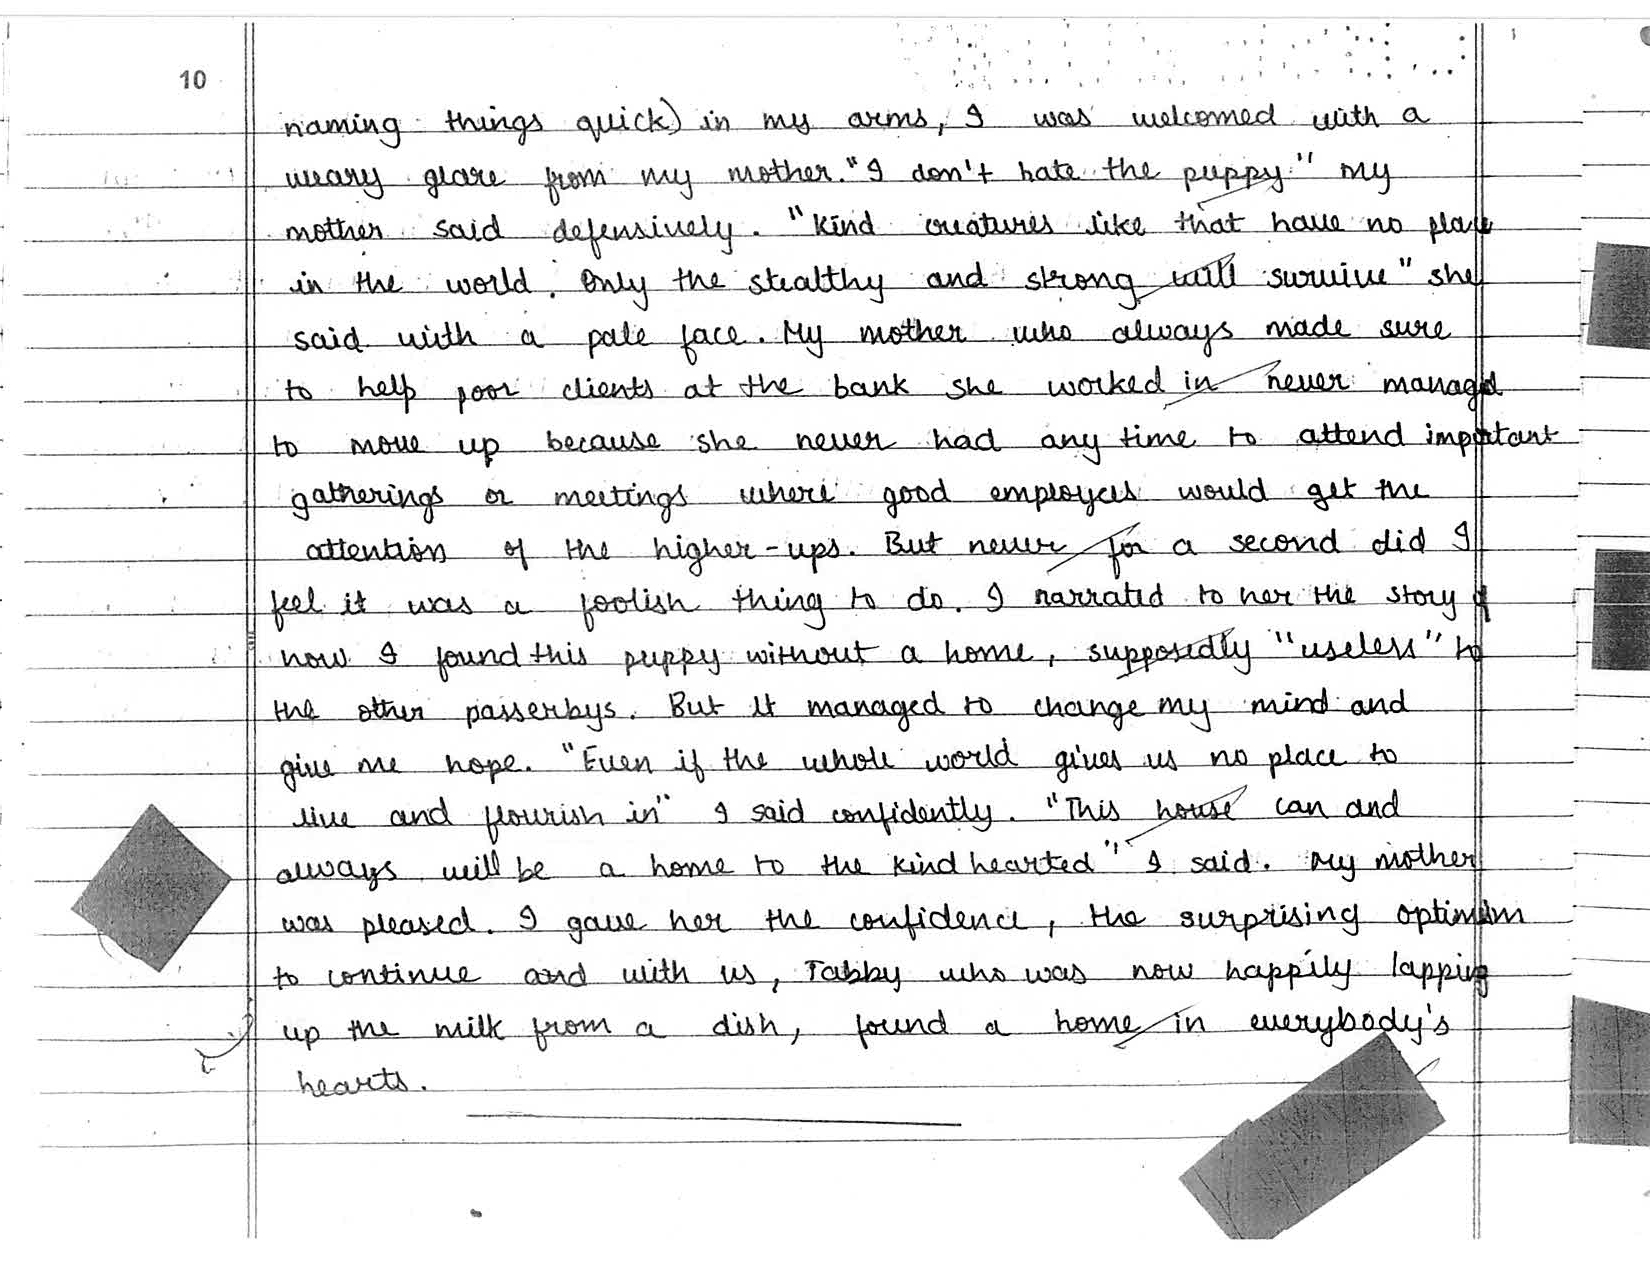 10
naming things quick) in my arms, I was welcomed with a
weary glare from my mother. "I don't hate the puppy" my
mother said defensively. "Kind creatures like that have no place
in the world. Only the stealthy and strong will survive" she
said with a pale face. My mother who always made sure
to help poor clients at the bank she worked in never managed
to move up because she never had any time to attend important
gatherings or meetings where good employees would get the
attention of the higher-ups. But never for a second did I
feel it was a foolish thing to do. I narrated to her the story of
how I found this puppy without a home, supposedly "useless" to
the other passerbys. But it managed to change my mind and
give me hope. "Even if the whole world gives us no place to
live and flourish in" I said confidently. "This house can and
always will be a home to the kind hearted" I said. My mother
was pleased. I gave her the confidence, the surprising optimism
to continue and with us, Tabby who was now happily lapping
up the milk from a dish, found a home in everybody's
hearts.